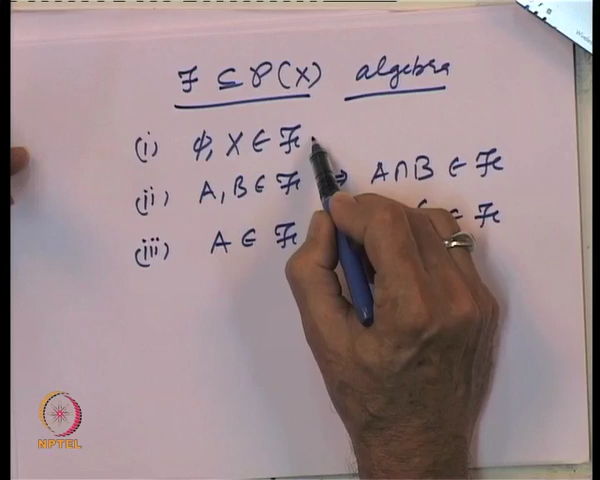 F ⊆ P(X) algebra
(i) φ, X ∈ F
(ii) A, B ∈ F ⇒ A ∩ B ∈ F
(iii) A ∈ F ∈ F
NPTEL